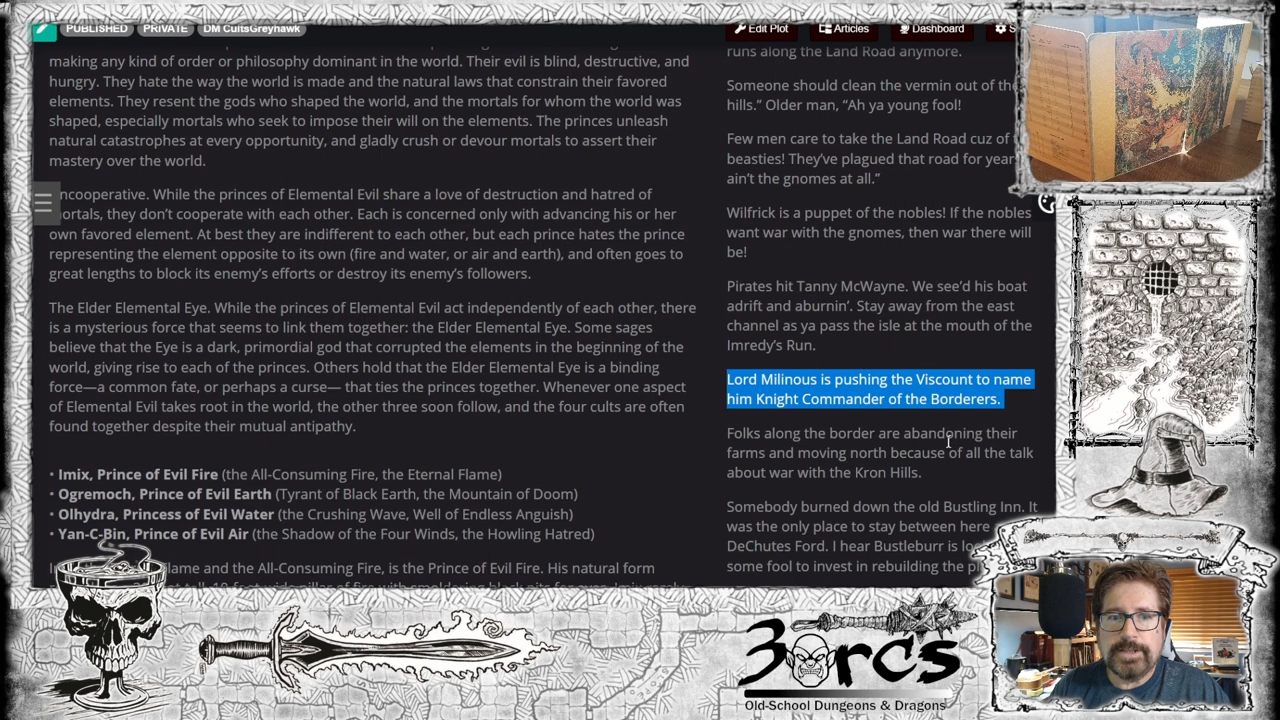 PUBLISHED PRIVATE DM CultsGreyhawk
Edit Plot Articles Dashboard S
making any kind of order or philosophy dominant in the world. Their evil is blind, destructive, and
hungry. They hate the way the world is made and the natural laws that constrain their favored
elements. They resent the gods who shaped the world, and the mortals for whom the world was
shaped, especially mortals who seek to impose their will on the elements. The princes unleash
natural catastrophes at every opportunity, and gladly crush or devour mortals to assert their
mastery over the world.
ncooperative. While the princes of Elemental Evil share a love of destruction and hatred of
ortals, they don't cooperate with each other. Each is concerned only with advancing his or her
own favored element. At best they are indifferent to each other, but each prince hates the prince
representing the element opposite to its own (fire and water, or air and earth), and often goes to
great lengths to block its enemy's efforts or destroy its enemy's followers.
The Elder Elemental Eye. While the princes of Elemental Evil act independently of each other, there
is a mysterious force that seems to link them together: the Elder Elemental Eye. Some sages
believe that the Eye is a dark, primordial god that corrupted the elements in the beginning of the
world, giving rise to each of the princes. Others hold that the Elder Elemental Eye is a binding
force—a common fate, or perhaps a curse— that ties the princes together. Whenever one aspect
of Elemental Evil takes root in the world, the other three soon follow, and the four cults are often
found together despite their mutual antipathy.
• Imix, Prince of Evil Fire (the All-Consuming Fire, the Eternal Flame)
• Ogremoch, Prince of Evil Earth (Tyrant of Black Earth, the Mountain of Doom)
• Olhydra, Princess of Evil Water (the Crushing Wave, Well of Endless Anguish)
• Yan-C-Bin, Prince of Evil Air (the Shadow of the Four Winds, the Howling Hatred)
lame and the All-Consuming Fire, is the Prince of Evil Fire. His natural form
runs along the Land Road anymore.
Someone should clean the vermin out of the
hills." Older man, "Ah ya young fool!
Few men care to take the Land Road cuz of
beasties! They've plagued that road for year
ain't the gnomes at all."
Wilfrick is a puppet of the nobles! If the nobles
want war with the gnomes, then war there will
be!
Pirates hit Tanny McWayne. We see'd his boat
adrift and aburnin'. Stay away from the east
channel as ya pass the isle at the mouth of the
Imredy's Run.
Lord Milinous is pushing the Viscount to name
him Knight Commander of the Borderers.
Folks along the border are abandoning their
farms and moving north because of all the talk
about war with the Kron Hills.
Somebody burned down the old Bustling Inn. It
was the only place to stay between here
DeChutes Ford. I hear Bustleburr is lo
some fool to invest in rebuilding the p
3 orcs
Old-School Dungeons & Dragons